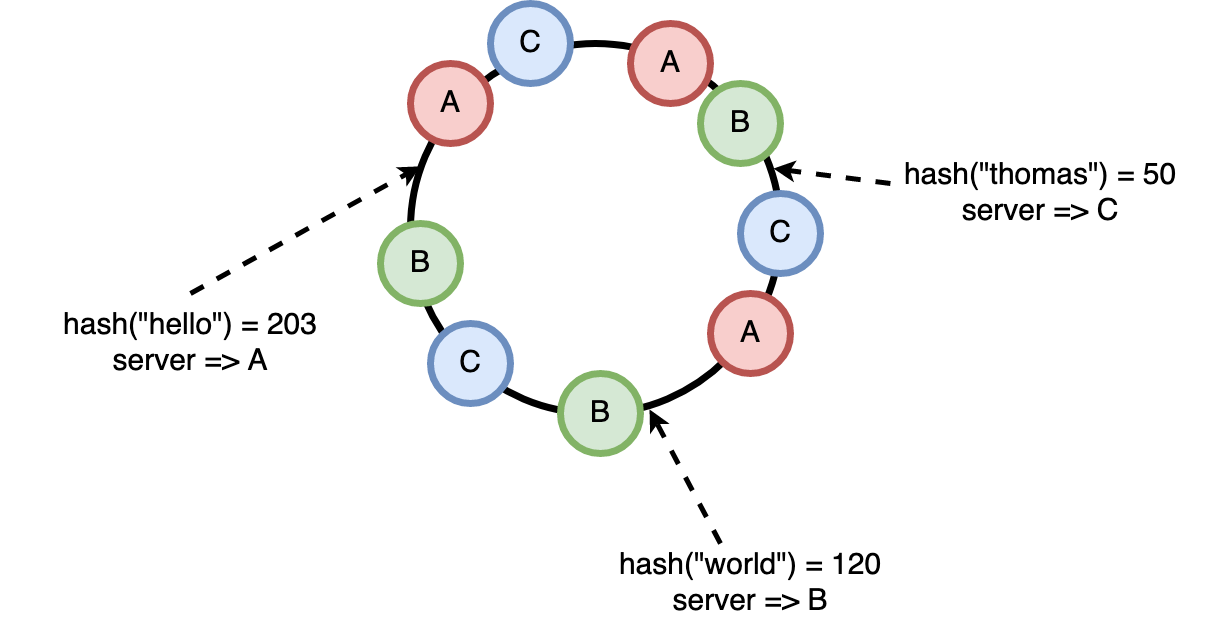 C
A
A
B
hash("thomas") = 50
server => C
C
B
hash("hello") = 203
server => A
A
C
B
hash("world") = 120
server => B